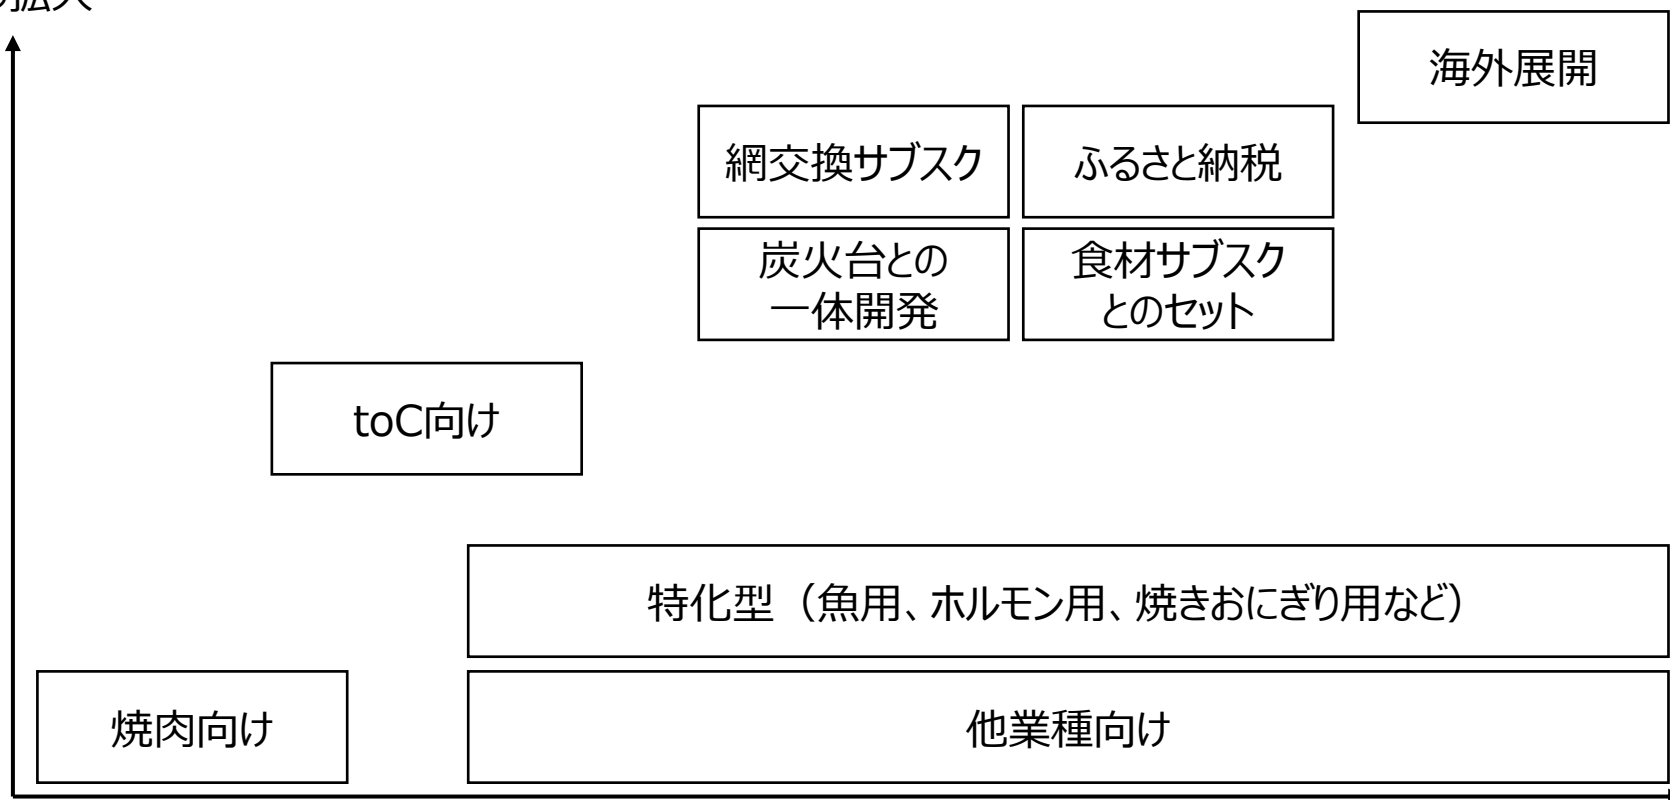 海外展開
網交換サブスク
ふるさと納税
炭火台との
一体開発
食材サブスク
とのセット
toC向け
特化型（魚用、ホルモン用、焼きおにぎり用など）
焼肉向け
他業種向け